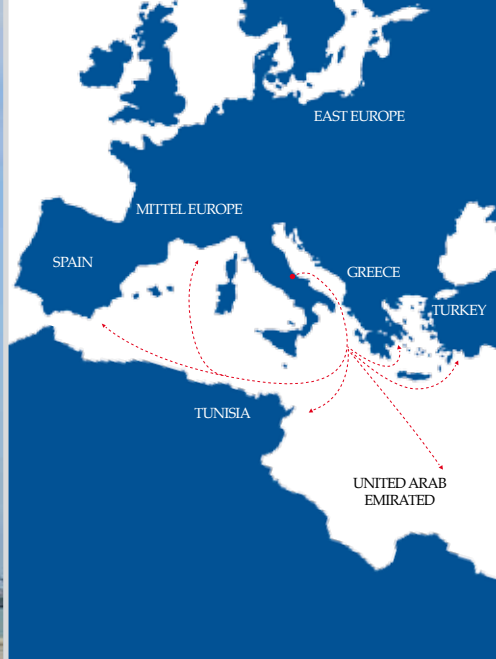 EAST EUROPE
MITTEL EUROPE
SPAIN
GREECE
TURKEY
TUNISIA
UNITED ARAB
EMIRATED